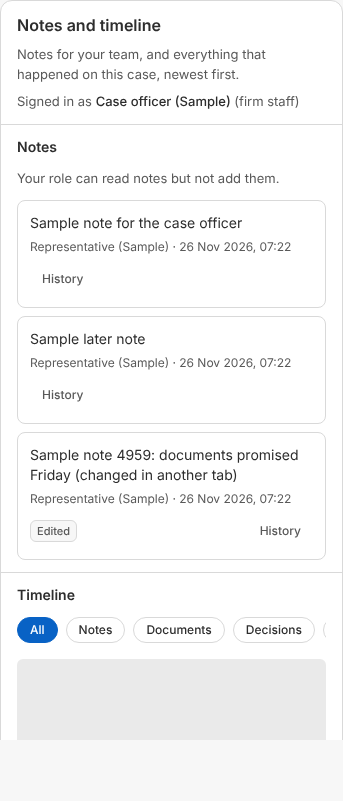 Notes and timeline
Notes for your team, and everything that
happened on this case, newest first.
Signed in as Case officer (Sample) (firm staff)
Notes
Your role can read notes but not add them.
Sample note for the case officer
Representative (Sample) · 26 Nov 2026, 07:22
History
Sample later note
Representative (Sample) · 26 Nov 2026, 07:22
History
Sample note 4959: documents promised
Friday (changed in another tab)
Representative (Sample) · 26 Nov 2026, 07:22
Edited History
Timeline
All Notes Documents Decisions